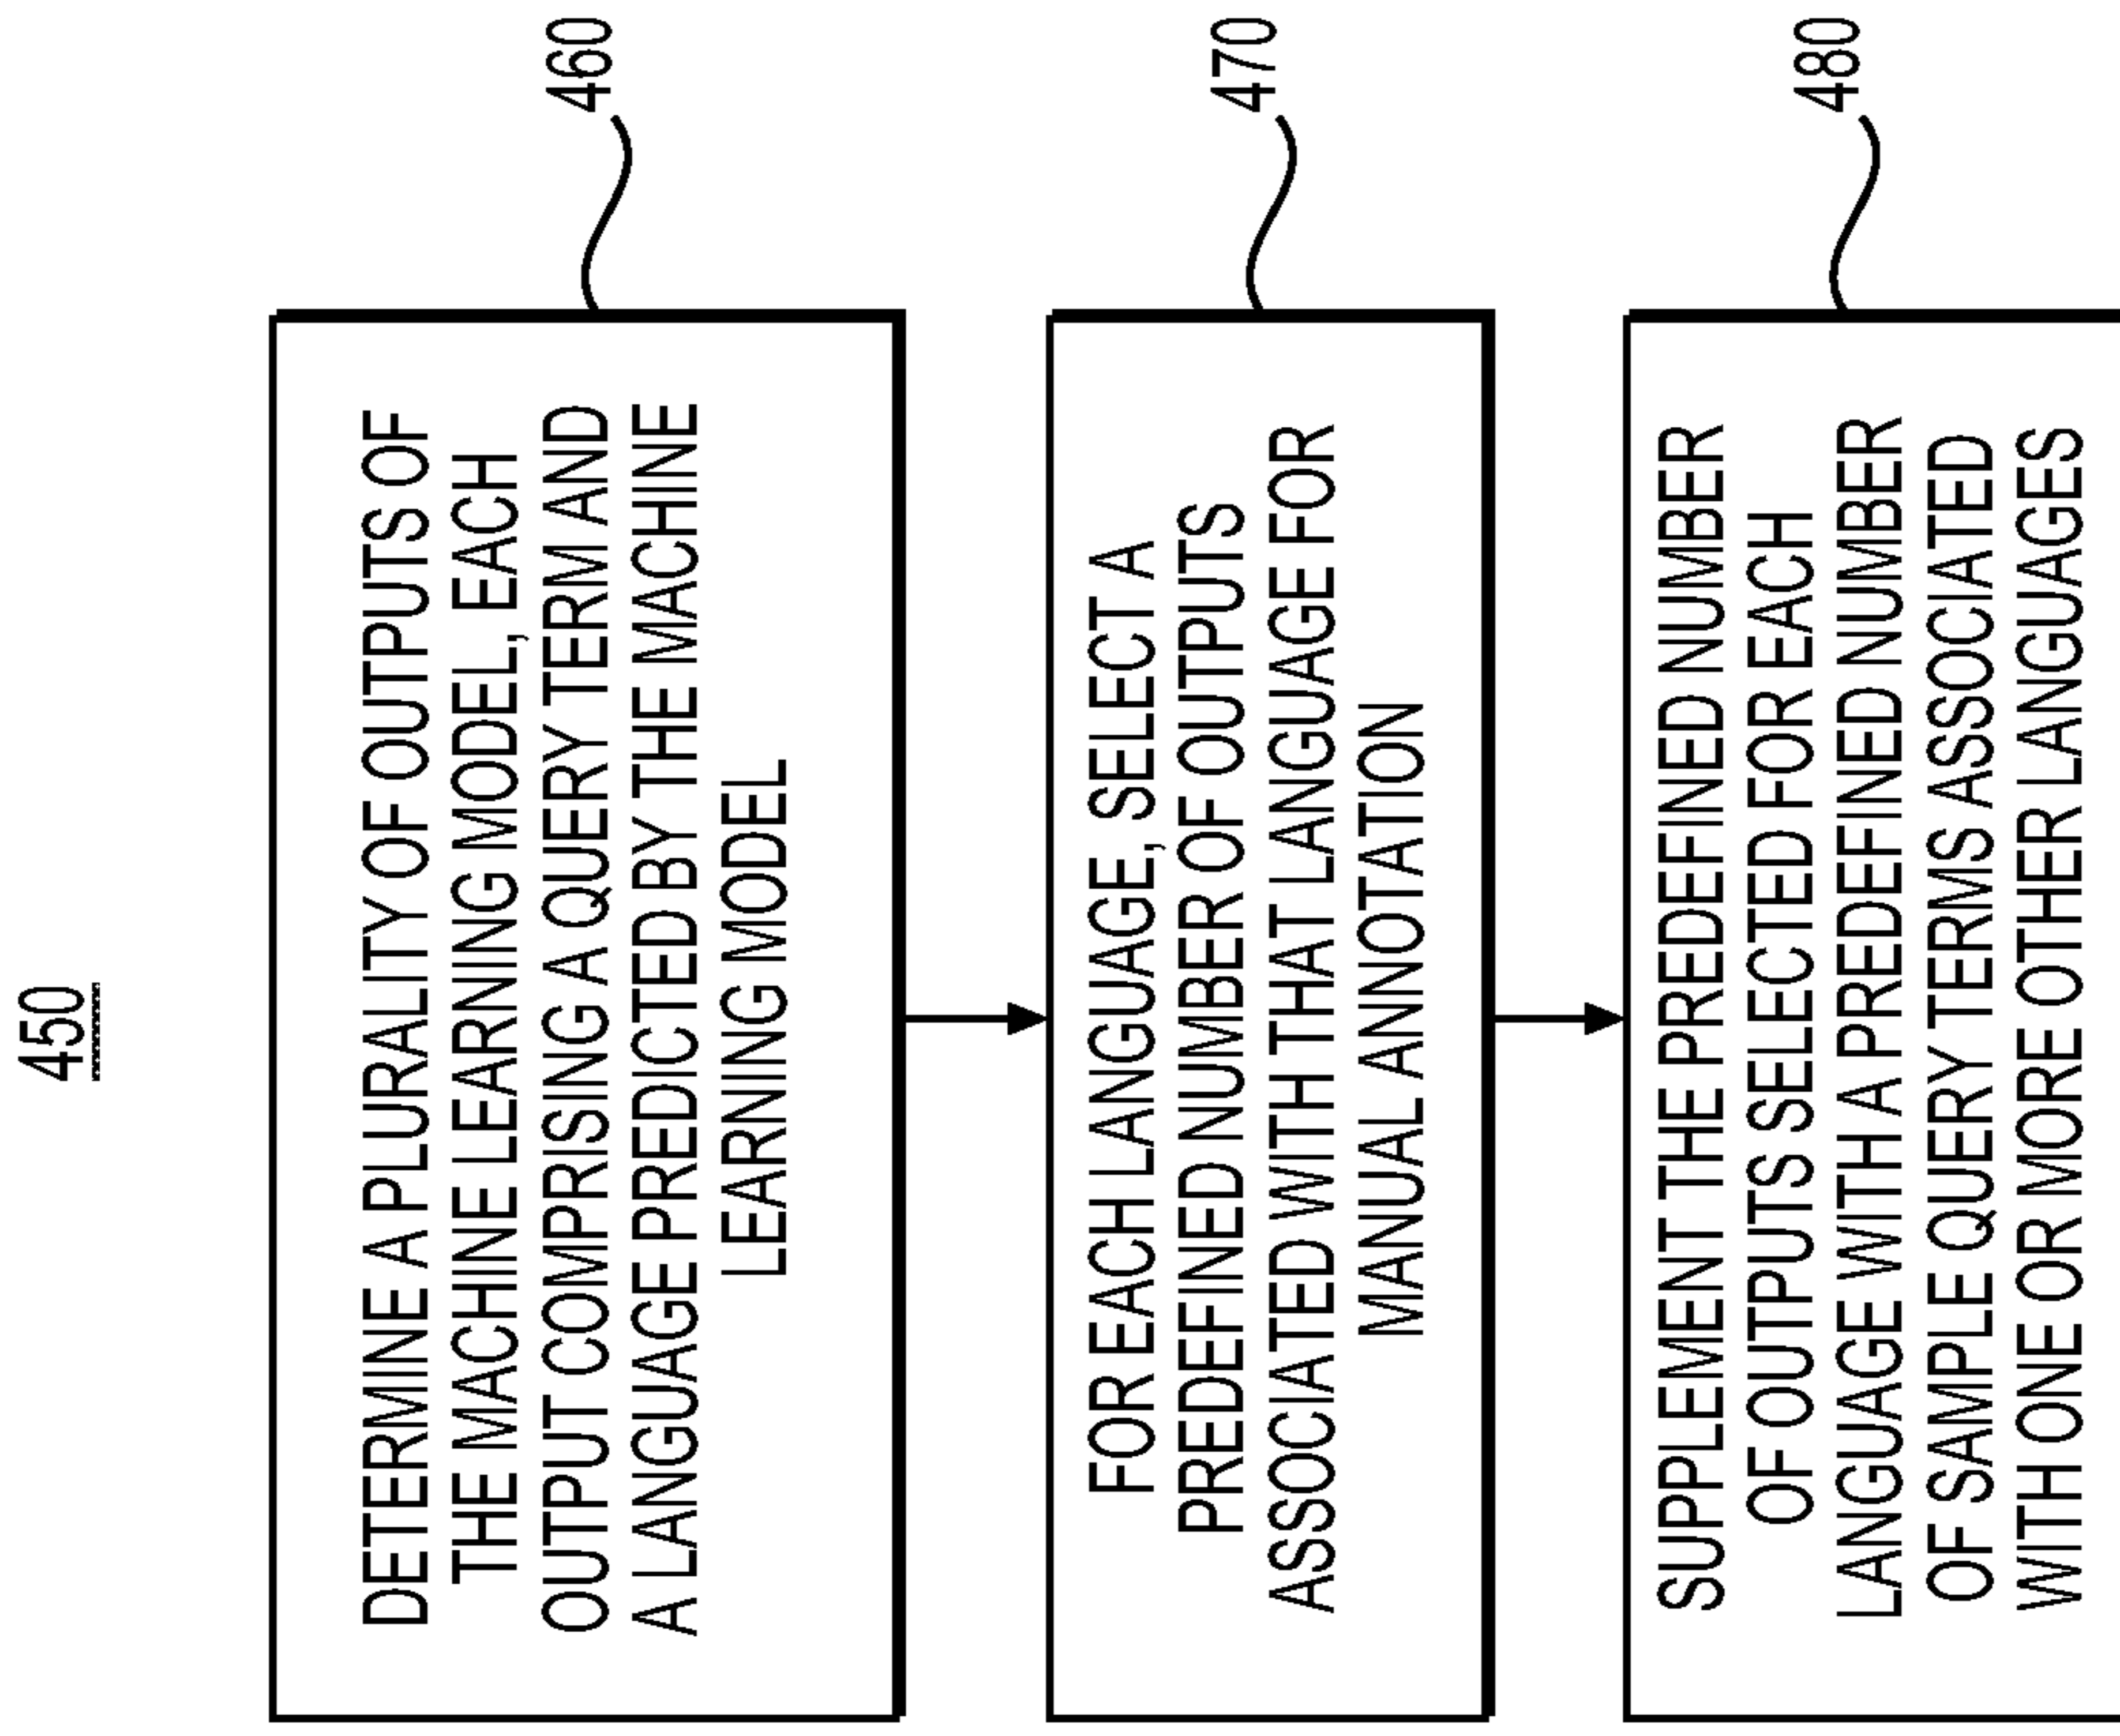 450
DETERMINE A PLURALITY OF OUTPUTS OF
THE MACHINE LEARNING MODEL, EACH
OUTPUT COMPRISING A QUERY TERM AND
A LANGUAGE PREDICTED BY THE MACHINE
LEARNING MODEL
460
FOR EACH LANGUAGE, SELECT A
PREDEFINED NUMBER OF OUTPUTS
ASSOCIATED WITH THAT LANGUAGE FOR
MANUAL ANNOTATION
470
SUPPLEMENT THE PREDEFINED NUMBER
OF OUTPUTS SELECTED FOR EACH
LANGUAGE WITH A PREDEFINED NUMBER
OF SAMPLE QUERY TERMS ASSOCIATED
WITH ONE OR MORE OTHER LANGUAGES
480